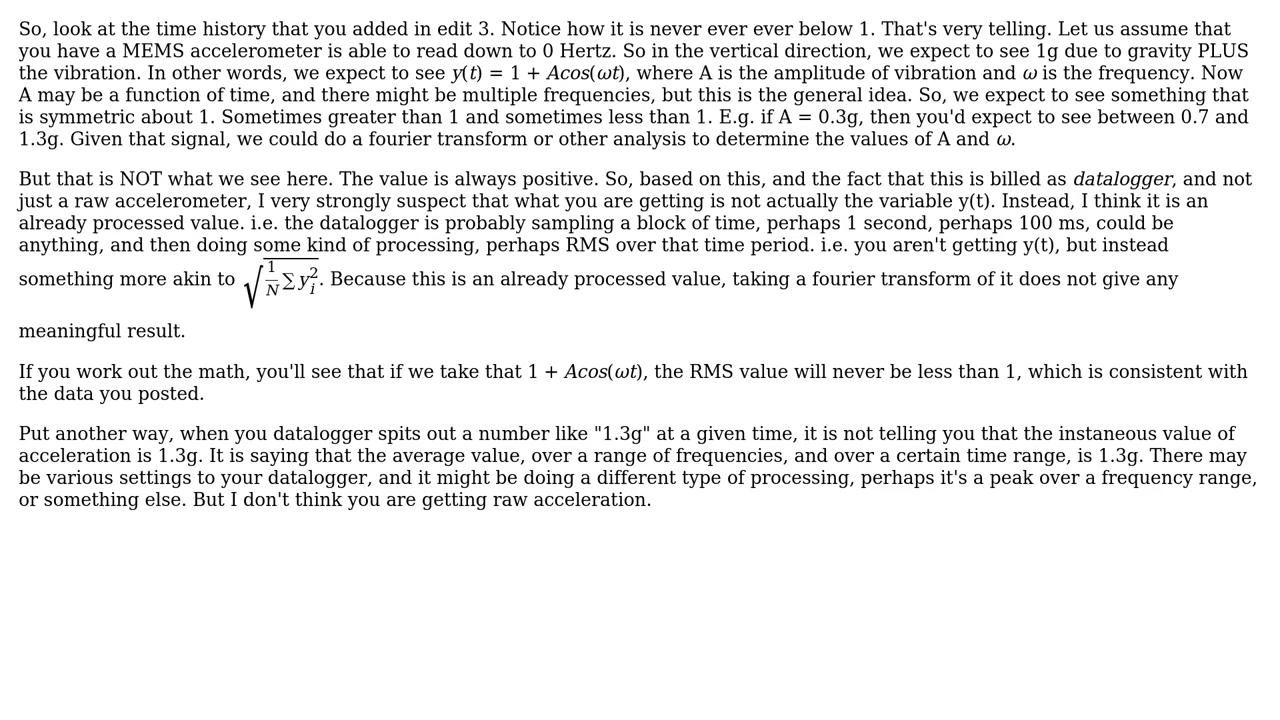 So, look at the time history that you added in edit 3. Notice how it is never ever ever below 1. That's very telling. Let us assume that
you have a MEMS accelerometer is able to read down to 0 Hertz. So in the vertical direction, we expect to see 1g due to gravity PLUS
the vibration. In other words, we expect to see y(t) = 1 + Acos(ωt), where A is the amplitude of vibration and ω is the frequency. Now
A may be a function of time, and there might be multiple frequencies, but this is the general idea. So, we expect to see something that
is symmetric about 1. Sometimes greater than 1 and sometimes less than 1. E.g. if A = 0.3g, then you'd expect to see between 0.7 and
1.3g. Given that signal, we could do a fourier transform or other analysis to determine the values of A and ω.
But that is NOT what we see here. The value is always positive. So, based on this, and the fact that this is billed as datalogger, and not
just a raw accelerometer, I very strongly suspect that what you are getting is not actually the variable y(t). Instead, I think it is an
already processed value. i.e. the datalogger is probably sampling a block of time, perhaps 1 second, perhaps 100 ms, could be
anything, and then doing some kind of processing, perhaps RMS over that time period. i.e. you aren't getting y(t), but instead
something more akin to √(1/N ∑ y_i^2). Because this is an already processed value, taking a fourier transform of it does not give any
meaningful result.
If you work out the math, you'll see that if we take that 1 + Acos(ωt), the RMS value will never be less than 1, which is consistent with
the data you posted.
Put another way, when you datalogger spits out a number like "1.3g" at a given time, it is not telling you that the instaneous value of
acceleration is 1.3g. It is saying that the average value, over a range of frequencies, and over a certain time range, is 1.3g. There may
be various settings to your datalogger, and it might be doing a different type of processing, perhaps it's a peak over a frequency range,
or something else. But I don't think you are getting raw acceleration.